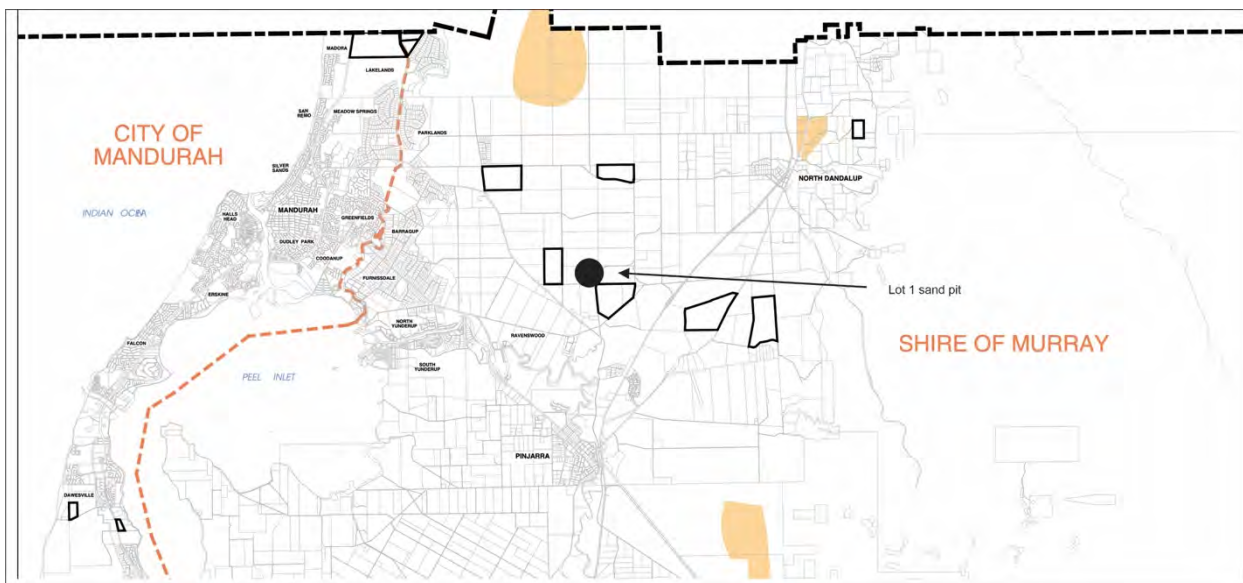 MADORA
LAKELANDS
CITY OF
MANDURAH
SAN
REMO
MEADOW SPRINGS
PARKLANDS
SILVER
SANDS
NORTH DANDALUP
INDIAN OCEAN
HALLS
HEAD
MANDURAH
GREENFIELDS
BARRAGUP
DUDLEY PARK
COODANUP
FURNISSDALE
ERSKINE
Lot 1 sand pit
NORTH
YUNDERUP
RAVENSWOOD
FALCON
SHIRE OF MURRAY
SOUTH
YUNDERUP
PEEL INLET
PINJARRA
DAWESVILLE